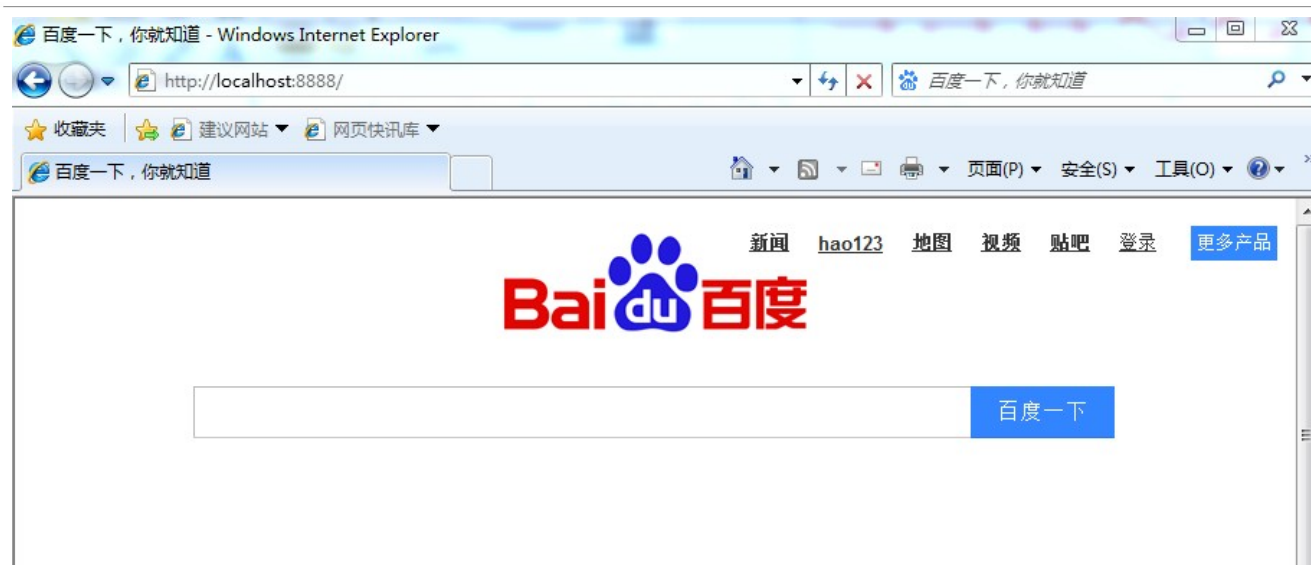 百度一下，你就知道 - Windows Internet Explorer
http://localhost:8888/
百度一下，你就知道
收藏夹 建议网站 网页快讯库
百度一下，你就知道
页面(P) 安全(S) 工具(O)
新闻 hao123 地图 视频 贴吧 登录 更多产品
Bai du 百度
百度一下